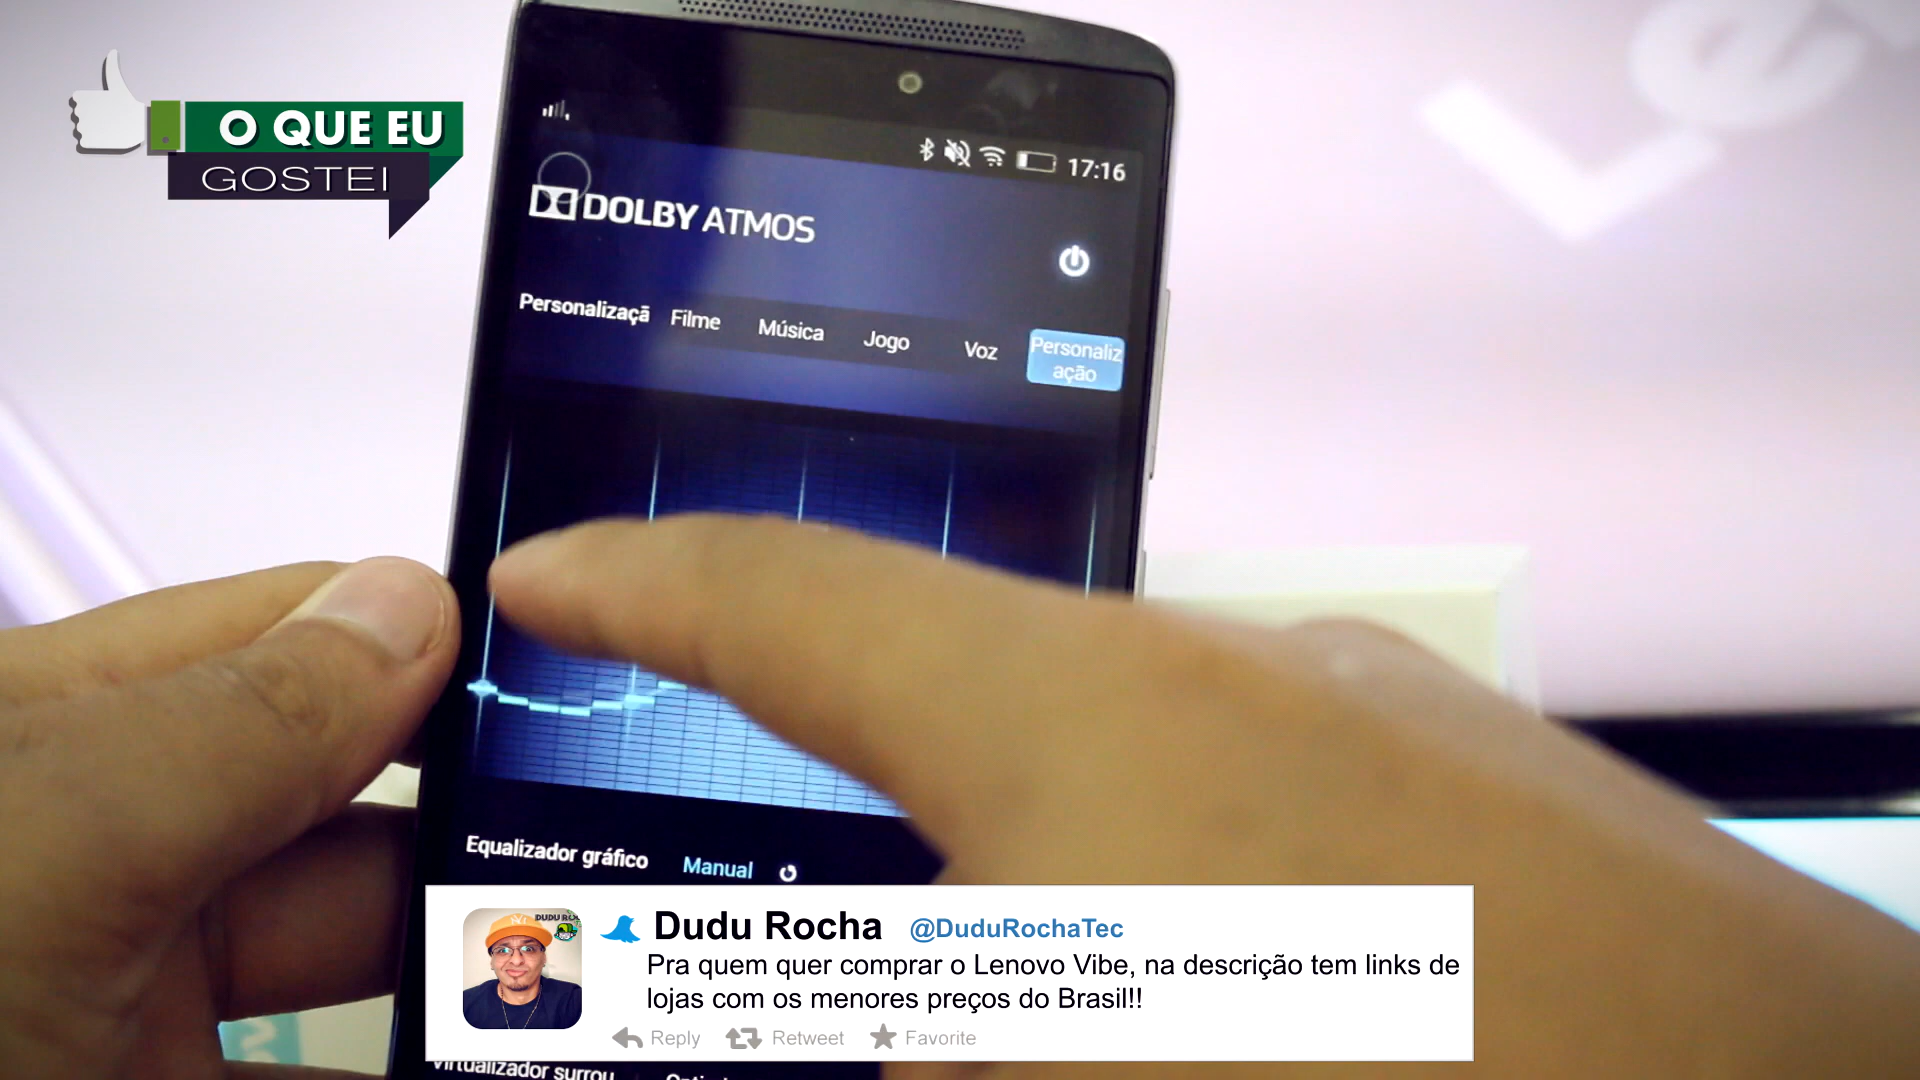 O QUE EU
GOSTEI
17:16
DOLBY ATMOS
Personalizaçã
Filme
Música
Jogo
Voz
Personaliz
ação
Equalizador gráfico
Manual
Dudu Rocha @DuduRochaTec
Pra quem quer comprar o Lenovo Vibe, na descrição tem links de
lojas com os menores preços do Brasil!!
Reply Retweet Favorite
Virtualizador surrou